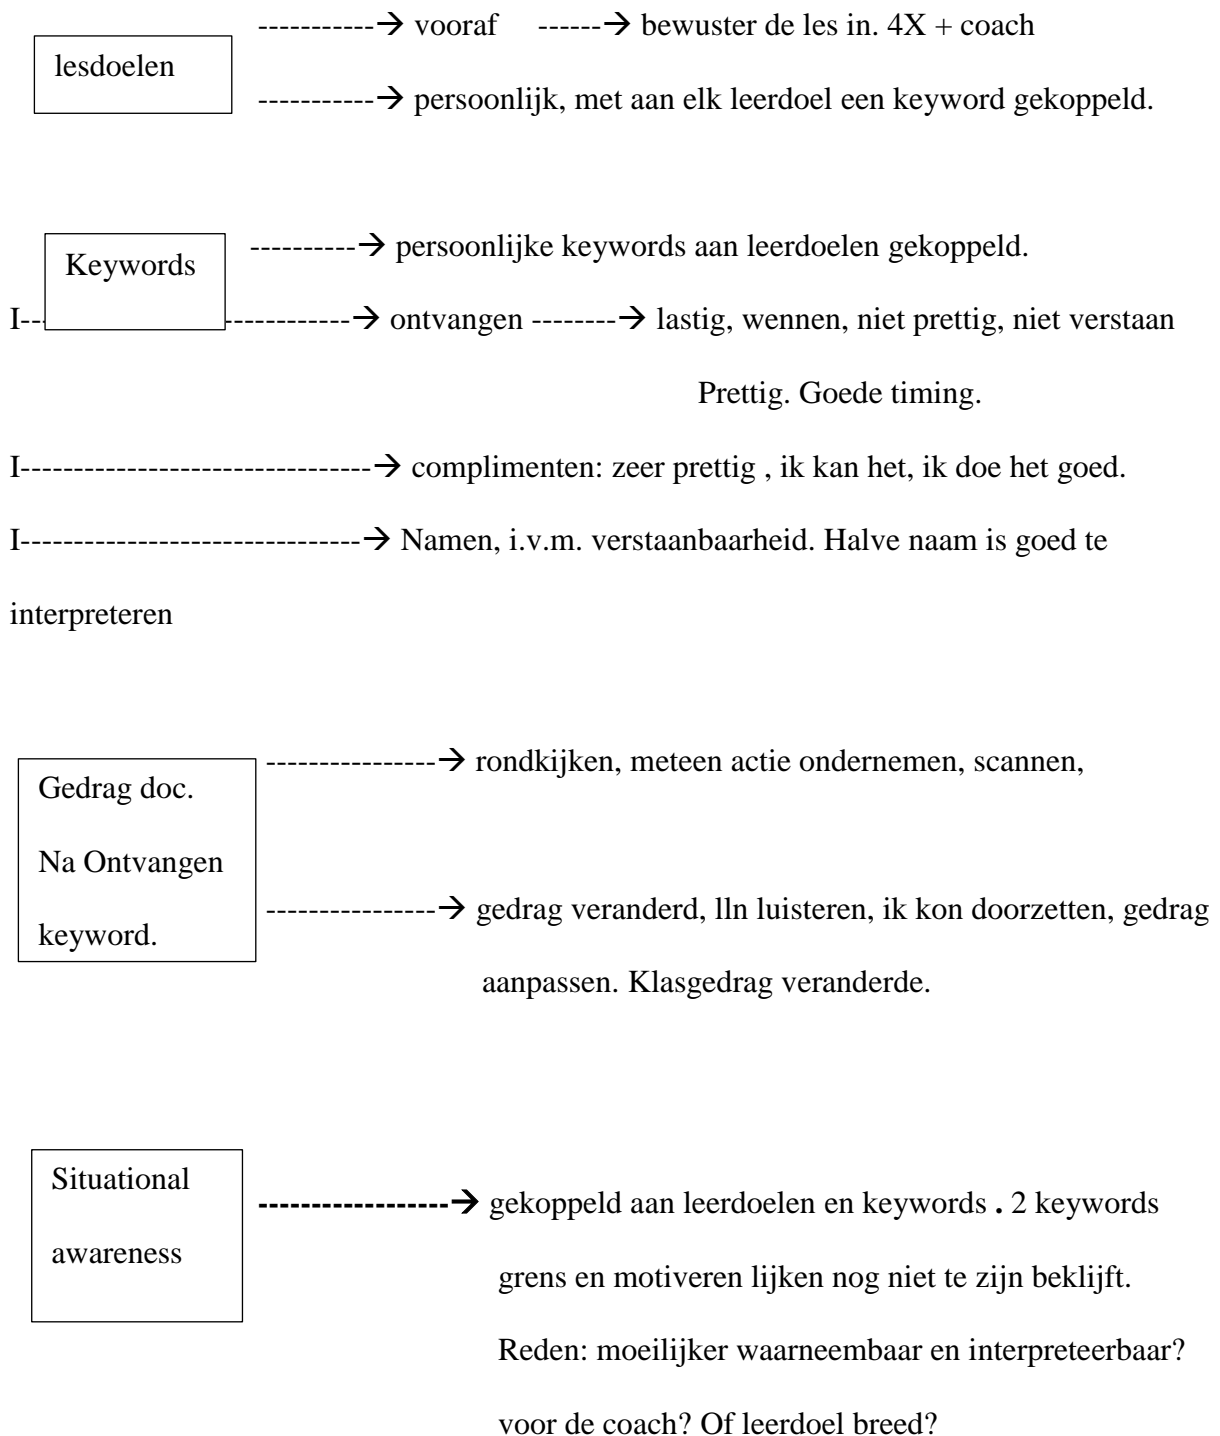 -----------→ vooraf ------→ bewuster de les in. 4X + coach
lesdoelen
-----------→ persoonlijk, met aan elk leerdoel een keyword gekoppeld.
----------→ persoonlijke keywords aan leerdoelen gekoppeld.
Keywords
I-- ------------→ ontvangen --------→ lastig, wennen, niet prettig, niet verstaan
Prettig. Goede timing.
I---------------------------------→ complimenten: zeer prettig , ik kan het, ik doe het goed.
I--------------------------------→ Namen, i.v.m. verstaanbaarheid. Halve naam is goed te
interpreteren
----------------→ rondkijken, meteen actie ondernemen, scannen,
Gedrag doc.
Na Ontvangen
keyword.
----------------→ gedrag veranderd, lln luisteren, ik kon doorzetten, gedrag
aanpassen. Klasgedrag veranderde.
Situational
awareness
------------------→ gekoppeld aan leerdoelen en keywords . 2 keywords
grens en motiveren lijken nog niet te zijn beklijft.
Reden: moeilijker waarneembaar en interpreteerbaar?
voor de coach? Of leerdoel breed?